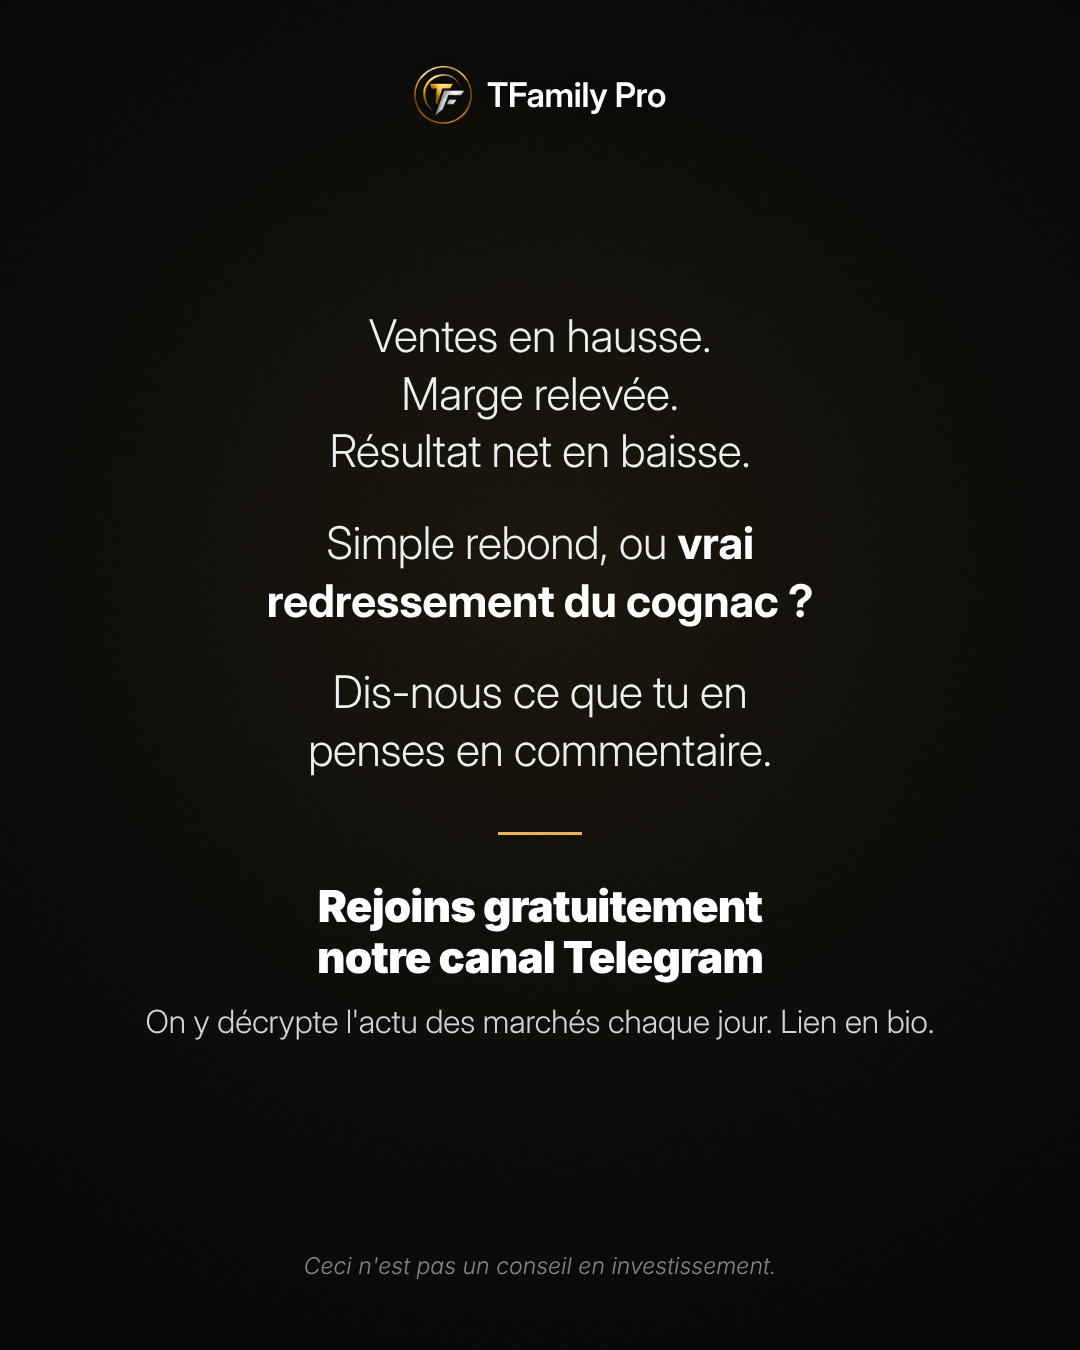 TF TFamily Pro
Ventes en hausse.
Marge relevée.
Résultat net en baisse.
Simple rebond, ou vrai
redressement du cognac ?
Dis-nous ce que tu en
penses en commentaire.
Rejoins gratuitement
notre canal Telegram
On y décrypte l'actu des marchés chaque jour. Lien en bio.
Ceci n'est pas un conseil en investissement.